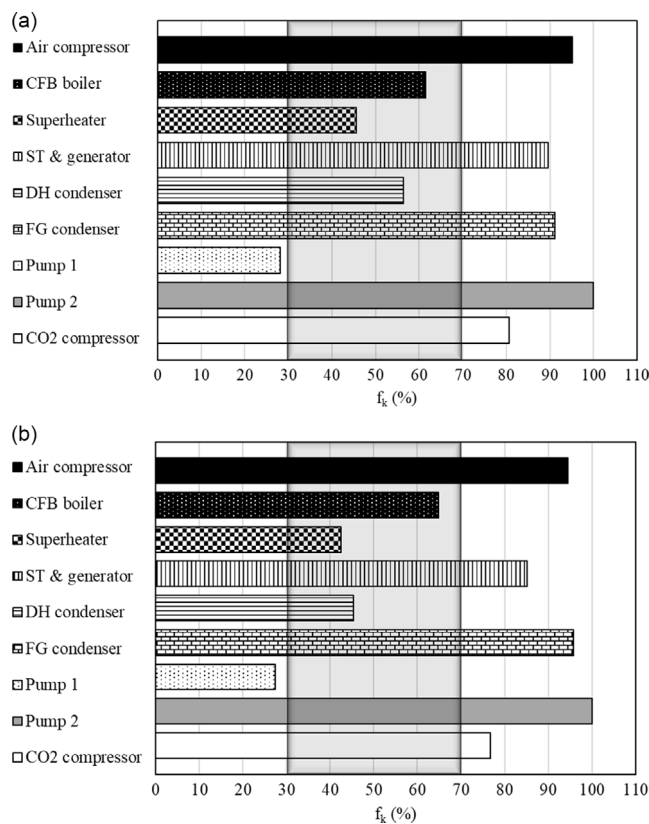 (a)
Air compressor
CFB boiler
Superheater
ST & generator
DH condenser
FG condenser
Pump 1
Pump 2
CO2 compressor
0 10 20 30 40 50 60 70 80 90 100 110
fk (%)
(b)
Air compressor
CFB boiler
Superheater
ST & generator
DH condenser
FG condenser
Pump 1
Pump 2
CO2 compressor
0 10 20 30 40 50 60 70 80 90 100 110
fk (%)